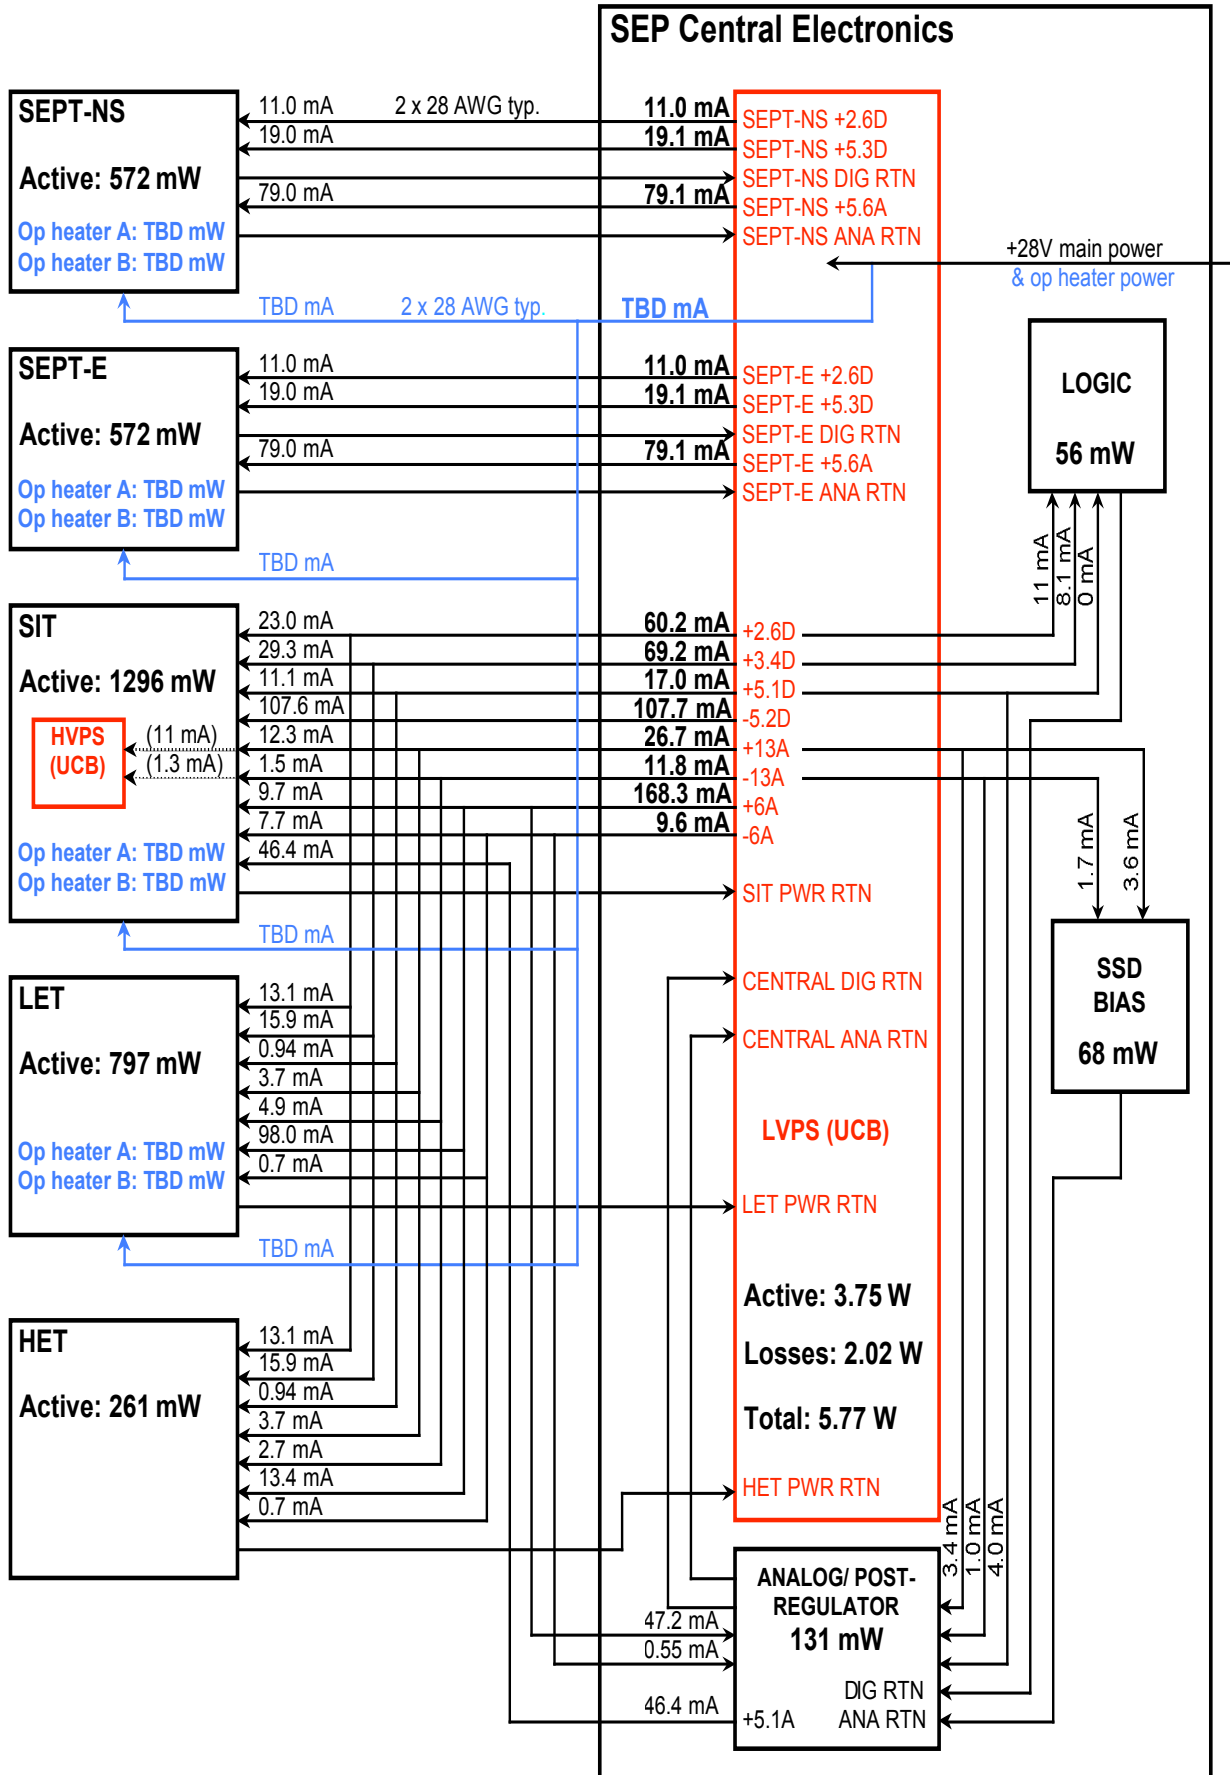 SEP Central Electronics
SEPT-NS
Active: 572 mW
Op heater A: TBD mW
Op heater B: TBD mW
11.0 mA
2 x 28 AWG typ.
11.0 mA
SEPT-NS +2.6D
19.0 mA
19.1 mA
SEPT-NS +5.3D
SEPT-NS DIG RTN
79.0 mA
79.1 mA
SEPT-NS +5.6A
SEPT-NS ANA RTN
+28V main power
& op heater power
TBD mA
2 x 28 AWG typ.
TBD mA
SEPT-E
Active: 572 mW
Op heater A: TBD mW
Op heater B: TBD mW
11.0 mA
11.0 mA
SEPT-E +2.6D
19.0 mA
19.1 mA
SEPT-E +5.3D
SEPT-E DIG RTN
79.0 mA
79.1 mA
SEPT-E +5.6A
SEPT-E ANA RTN
TBD mA
LOGIC
56 mW
11 mA
8.1 mA
0 mA
SIT
Active: 1296 mW
HVPS
(UCB)
(11 mA)
(1.3 mA)
Op heater A: TBD mW
Op heater B: TBD mW
23.0 mA
60.2 mA
+2.6D
29.3 mA
69.2 mA
+3.4D
11.1 mA
17.0 mA
+5.1D
107.6 mA
107.7 mA
-5.2D
12.3 mA
26.7 mA
+13A
1.5 mA
11.8 mA
-13A
9.7 mA
168.3 mA
+6A
7.7 mA
9.6 mA
-6A
46.4 mA
SIT PWR RTN
TBD mA
1.7 mA
3.6 mA
SSD
BIAS
68 mW
CENTRAL DIG RTN
CENTRAL ANA RTN
LVPS (UCB)
LET
Active: 797 mW
Op heater A: TBD mW
Op heater B: TBD mW
13.1 mA
15.9 mA
0.94 mA
3.7 mA
4.9 mA
98.0 mA
0.7 mA
LET PWR RTN
TBD mA
Active: 3.75 W
Losses: 2.02 W
Total: 5.77 W
HET
Active: 261 mW
13.1 mA
15.9 mA
0.94 mA
3.7 mA
2.7 mA
13.4 mA
0.7 mA
HET PWR RTN
3.4 mA
1.0 mA
4.0 mA
ANALOG/ POST-
REGULATOR
131 mW
47.2 mA
0.55 mA
DIG RTN
46.4 mA
+5.1A
ANA RTN